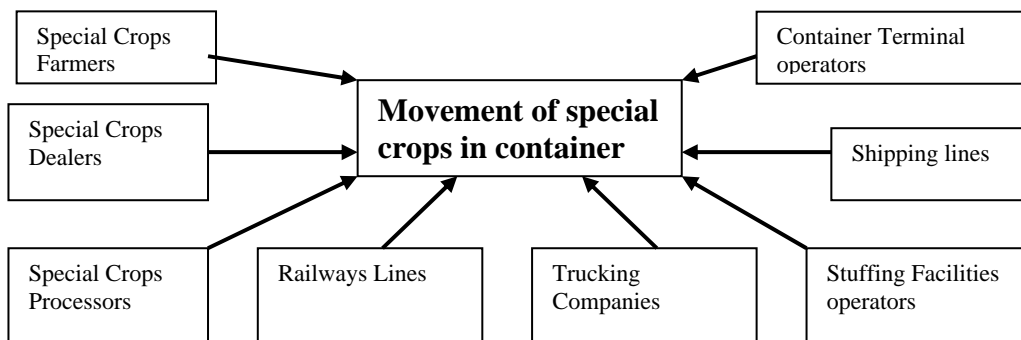 Special Crops
Farmers
Container Terminal
operators
Movement of special
crops in container
Special Crops
Dealers
Shipping lines
Special Crops
Processors
Railways Lines
Trucking
Companies
Stuffing Facilities
operators